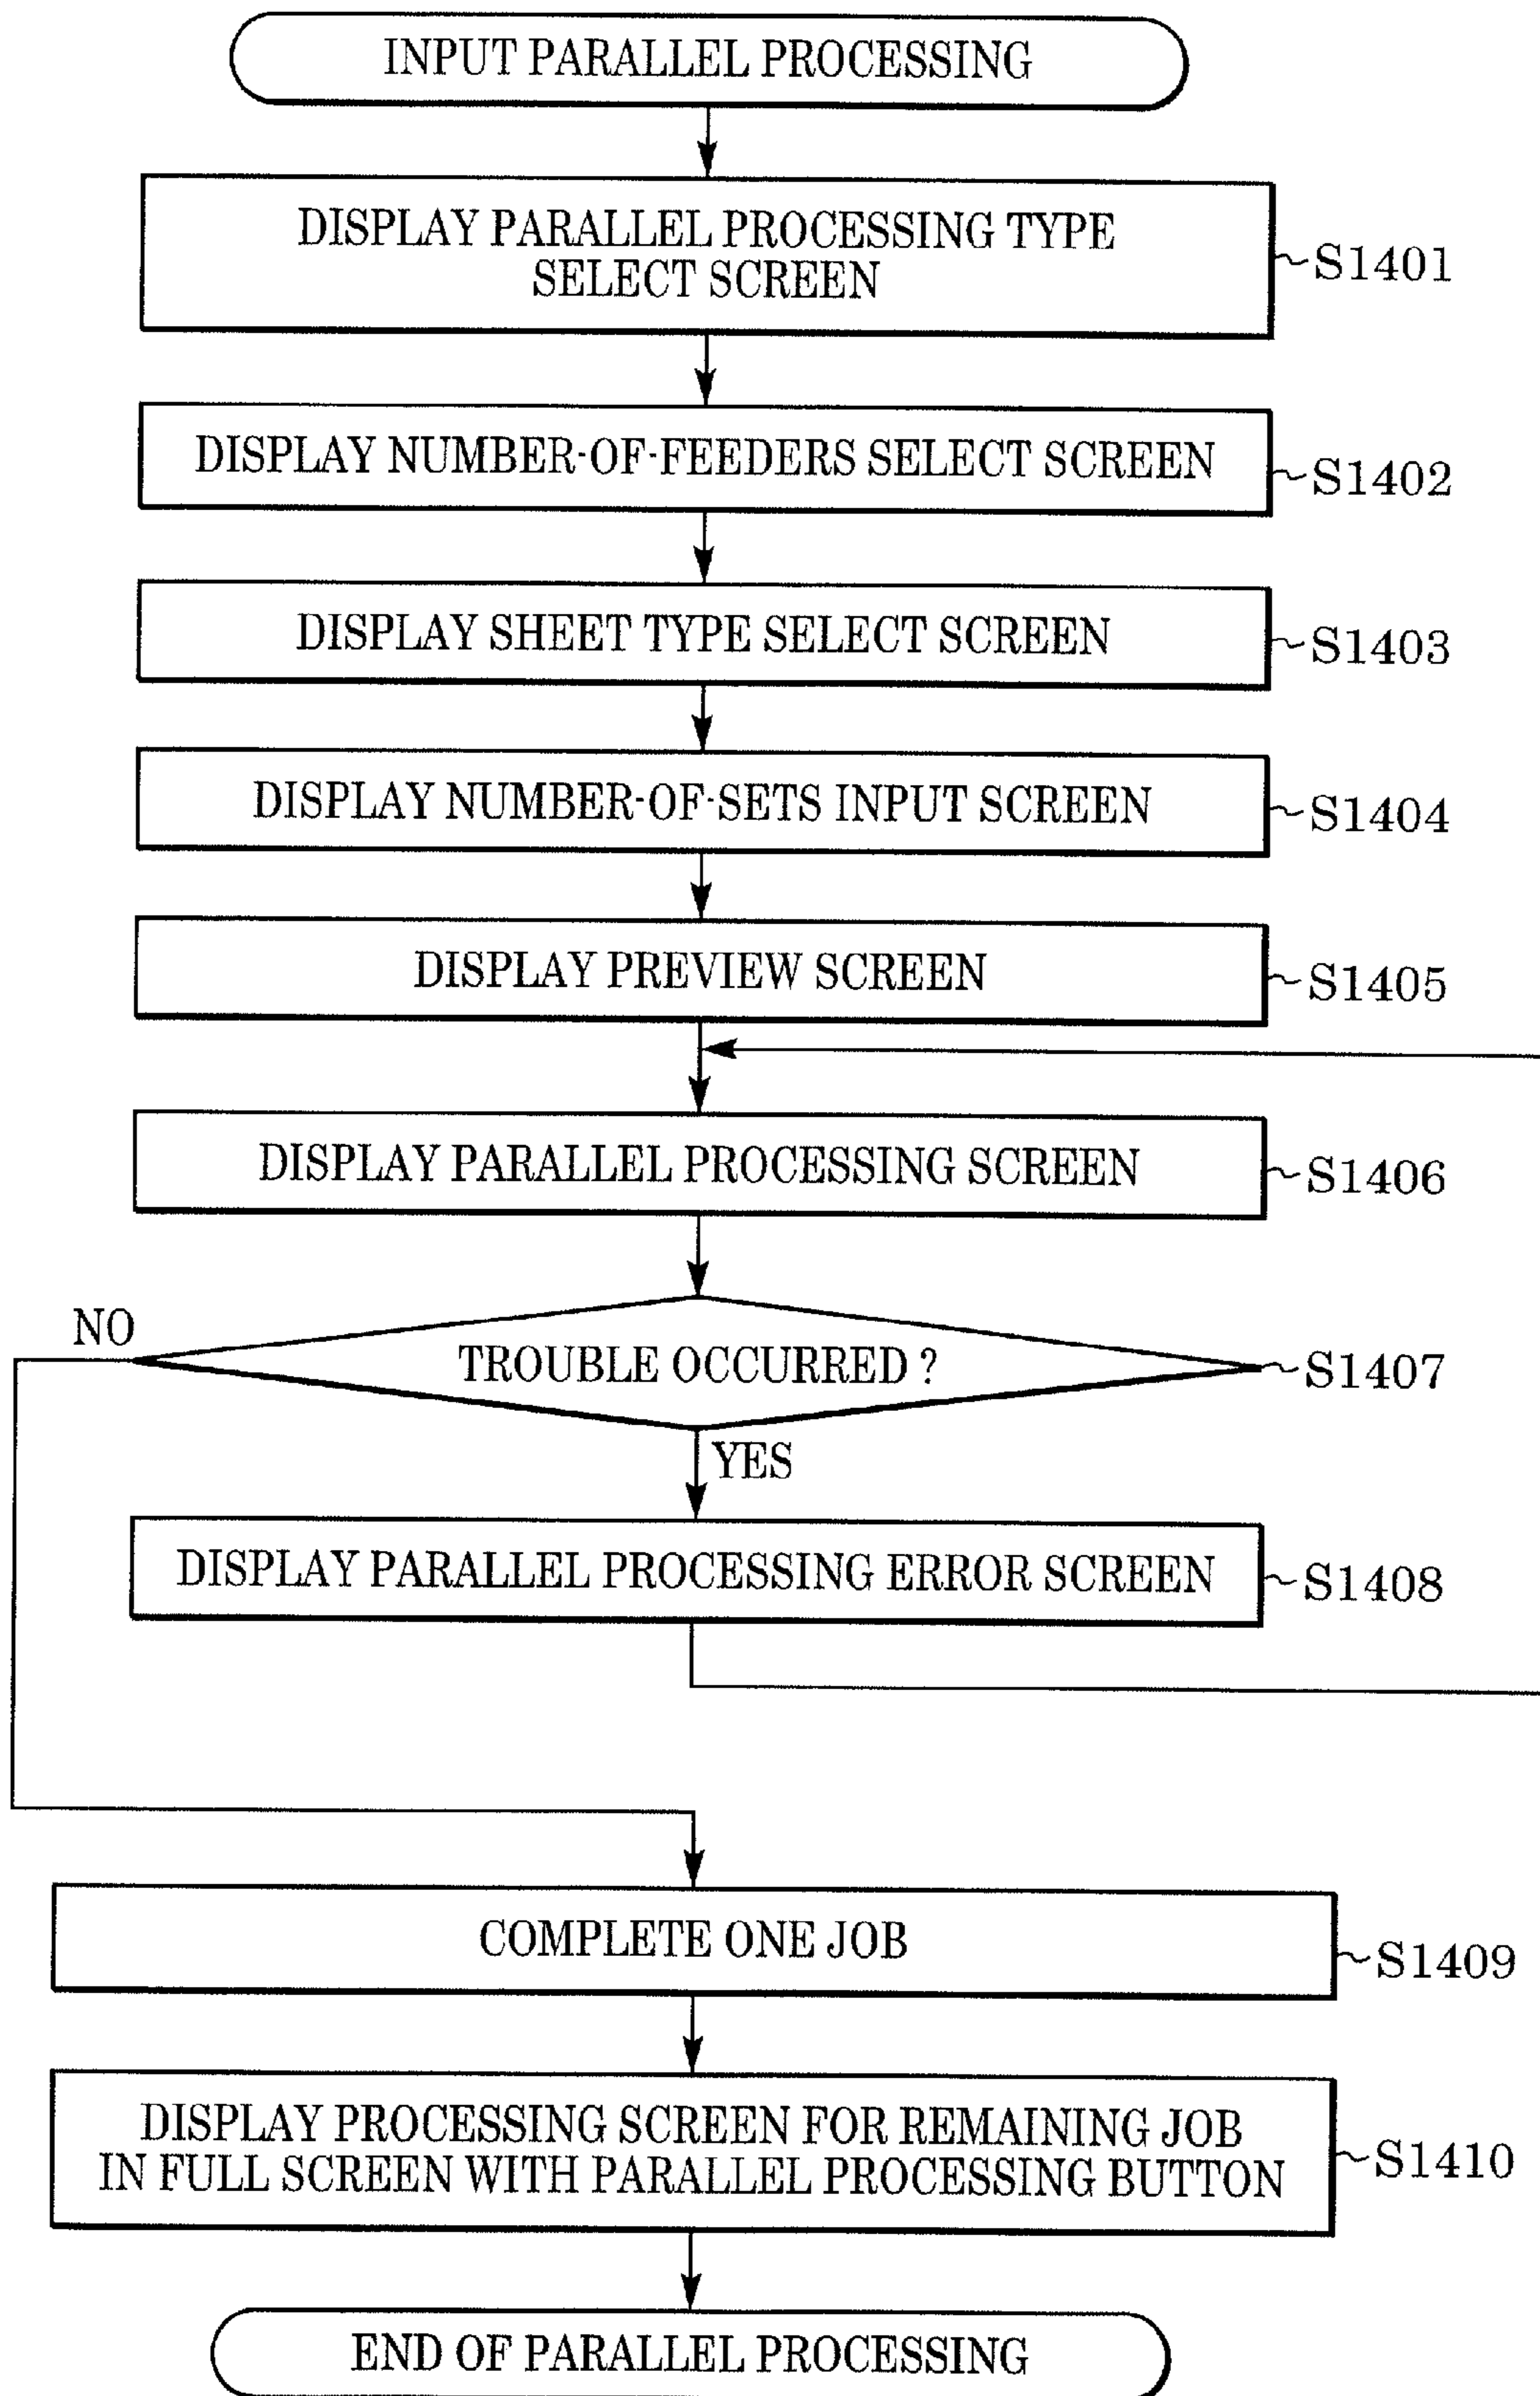 INPUT PARALLEL PROCESSING
DISPLAY PARALLEL PROCESSING TYPE
SELECT SCREEN
S1401
DISPLAY NUMBER-OF-FEEDERS SELECT SCREEN
S1402
DISPLAY SHEET TYPE SELECT SCREEN
S1403
DISPLAY NUMBER-OF-SETS INPUT SCREEN
S1404
DISPLAY PREVIEW SCREEN
S1405
DISPLAY PARALLEL PROCESSING SCREEN
S1406
NO
TROUBLE OCCURRED ?
S1407
YES
DISPLAY PARALLEL PROCESSING ERROR SCREEN
S1408
COMPLETE ONE JOB
S1409
DISPLAY PROCESSING SCREEN FOR REMAINING JOB
IN FULL SCREEN WITH PARALLEL PROCESSING BUTTON
S1410
END OF PARALLEL PROCESSING